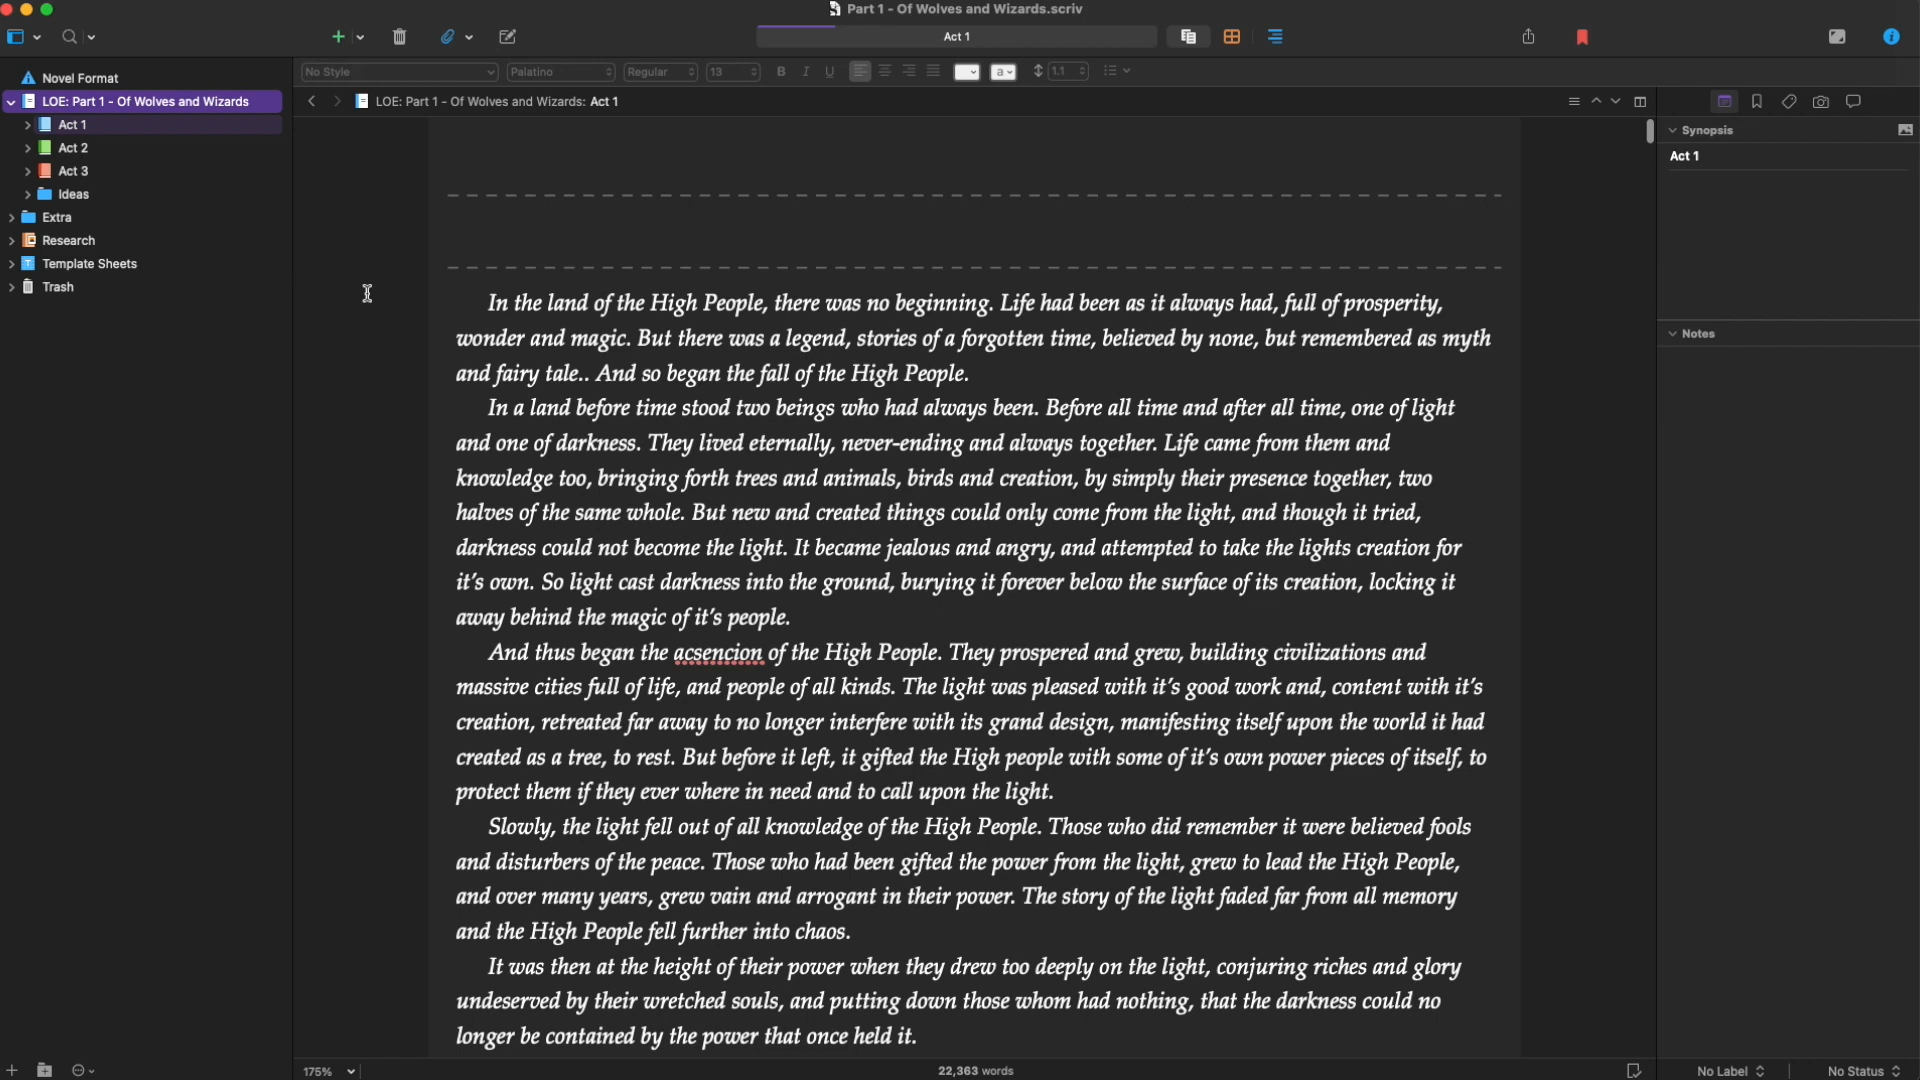 Part 1 - Of Wolves and Wizards.scriv
Act 1
No Style
Palatino
Regular
13
B
I
U
a
1.1
Novel Format
LOE: Part 1 - Of Wolves and Wizards
Act 1
Act 2
Act 3
Ideas
Extra
Research
Template Sheets
Trash
LOE: Part 1 - Of Wolves and Wizards: Act 1
In the land of the High People, there was no beginning. Life had been as it always had, full of prosperity,
wonder and magic. But there was a legend, stories of a forgotten time, believed by none, but remembered as myth
and fairy tale.. And so began the fall of the High People.
In a land before time stood two beings who had always been. Before all time and after all time, one of light
and one of darkness. They lived eternally, never-ending and always together. Life came from them and
knowledge too, bringing forth trees and animals, birds and creation, by simply their presence together, two
halves of the same whole. But new and created things could only come from the light, and though it tried,
darkness could not become the light. It became jealous and angry, and attempted to take the lights creation for
it's own. So light cast darkness into the ground, burying it forever below the surface of its creation, locking it
away behind the magic of it's people.
And thus began the acsencion of the High People. They prospered and grew, building civilizations and
massive cities full of life, and people of all kinds. The light was pleased with it's good work and, content with it's
creation, retreated far away to no longer interfere with its grand design, manifesting itself upon the world it had
created as a tree, to rest. But before it left, it gifted the High people with some of it's own power pieces of itself, to
protect them if they ever where in need and to call upon the light.
Slowly, the light fell out of all knowledge of the High People. Those who did remember it were believed fools
and disturbers of the peace. Those who had been gifted the power from the light, grew to lead the High People,
and over many years, grew vain and arrogant in their power. The story of the light faded far from all memory
and the High People fell further into chaos.
It was then at the height of their power when they drew too deeply on the light, conjuring riches and glory
undeserved by their wretched souls, and putting down those whom had nothing, that the darkness could no
longer be contained by the power that once held it.
Synopsis
Act 1
Notes
175%
22,363 words
No Label
No Status